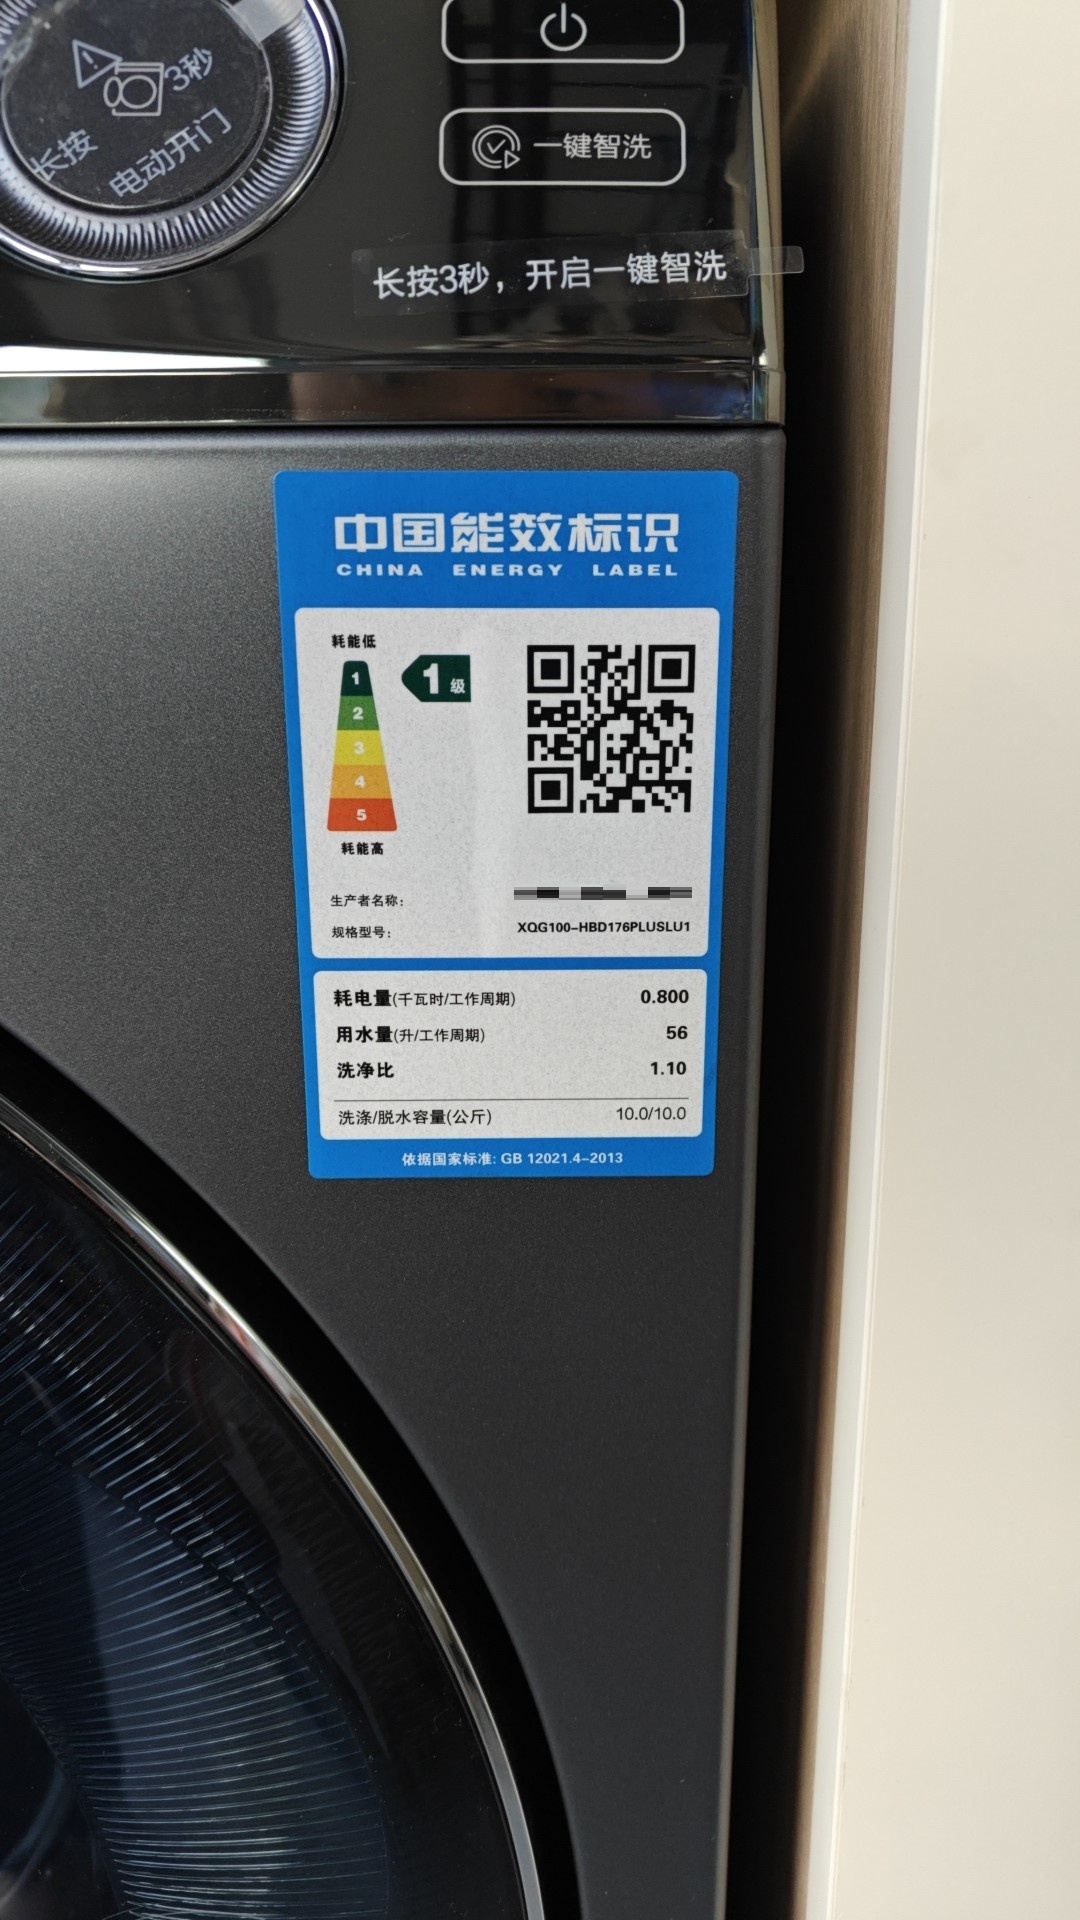 3秒
长按
电动开门
一键智洗
长按3秒，开启一键智洗
中国能效标识
CHINA ENERGY LABEL
耗能低
1
2
3
4
5
耗能高
1级
生产者名称：
规格型号： XQG100-HBD176PLUSLU1
耗电量(千瓦时/工作周期) 0.800
用水量(升/工作周期) 56
洗净比 1.10
洗涤/脱水容量(公斤) 10.0/10.0
依据国家标准: GB 12021.4-2013